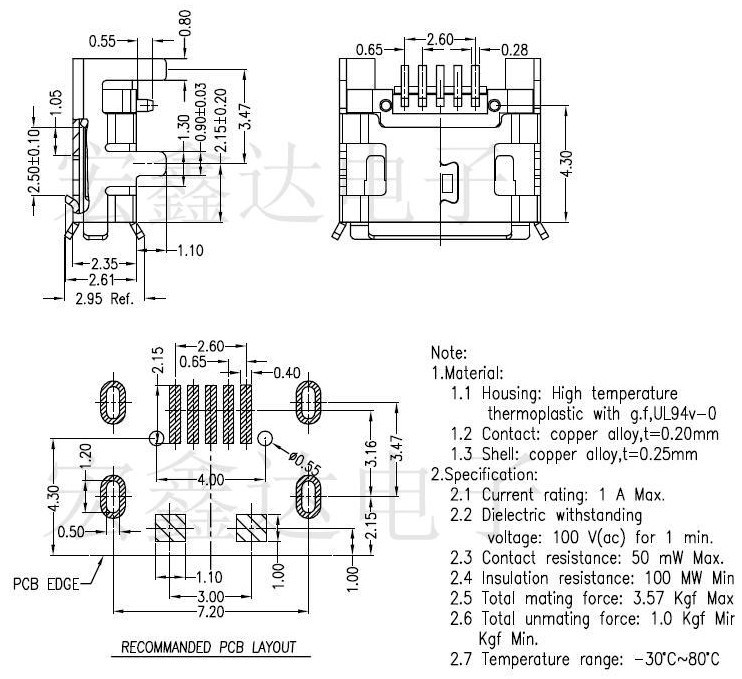 0.55
0.80
1.05
2.50±0.10
1.30
0.90±0.03
2.15±0.20
3.47
1.10
2.35
2.61
2.95 Ref.
2.60
0.65
0.28
4.30
宏鑫达电子
2.60
0.65
2.15
0.40
1.20
4.30
4.00
Ø0.55
3.16
3.47
2.15
0.50
宏鑫达电子
PCB EDGE
1.10
3.00
7.20
1.00
1.00
RECOMMANDED PCB LAYOUT
Note:
1.Material:
1.1 Housing: High temperature
thermoplastic with g.f,UL94v-0
1.2 Contact: copper alloy,t=0.20mm
1.3 Shell: copper alloy,t=0.25mm
2.Specification:
2.1 Current rating: 1 A Max.
2.2 Dielectric withstanding
voltage: 100 V(ac) for 1 min.
2.3 Contact resistance: 50 mW Max.
2.4 Insulation resistance: 100 MW Min
2.5 Total mating force: 3.57 Kgf Max
2.6 Total unmating force: 1.0 Kgf Min
Kgf Min.
2.7 Temperature range: -30°C~80°C